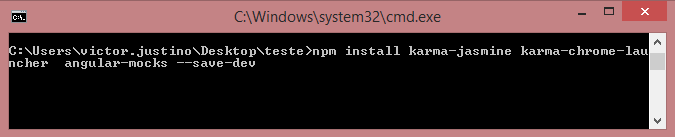 C:\Windows\system32\cmd.exe
C:\Users\victor.justino\Desktop\teste>npm install karma-jasmine karma-chrome-lau
ncher  angular-mocks --save-dev